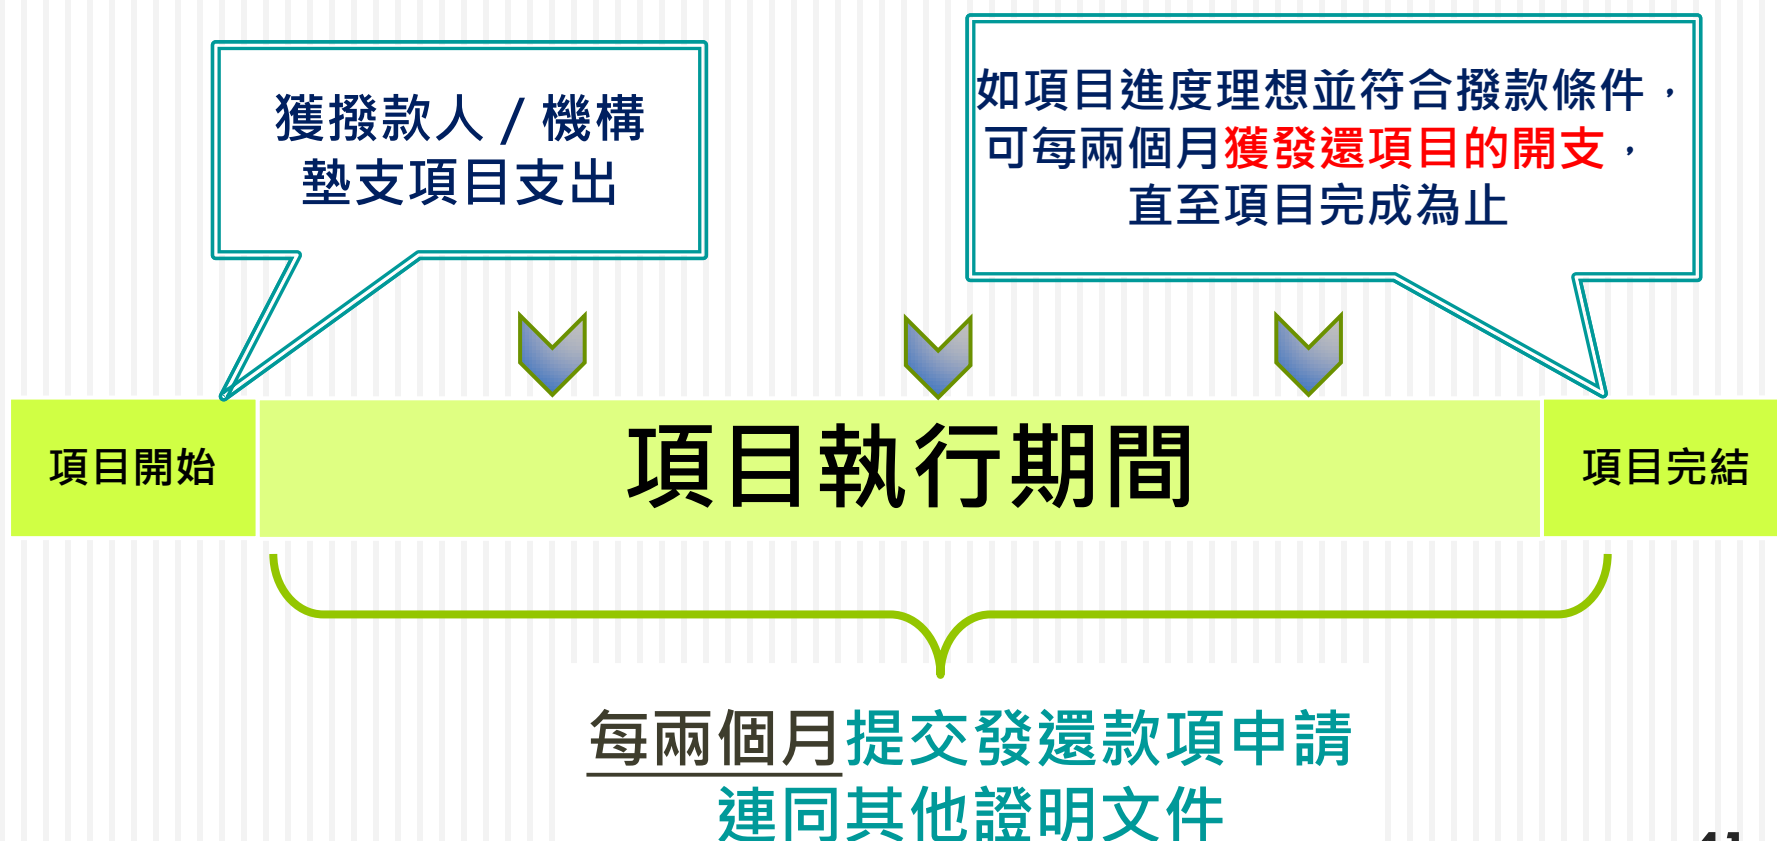 獲撥款人 / 機構
墊支項目支出
如項目進度理想並符合撥款條件，
可每兩個月獲發還項目的開支，
直至項目完成為止
項目開始
項目執行期間
項目完結
每兩個月提交發還款項申請
連同其他證明文件